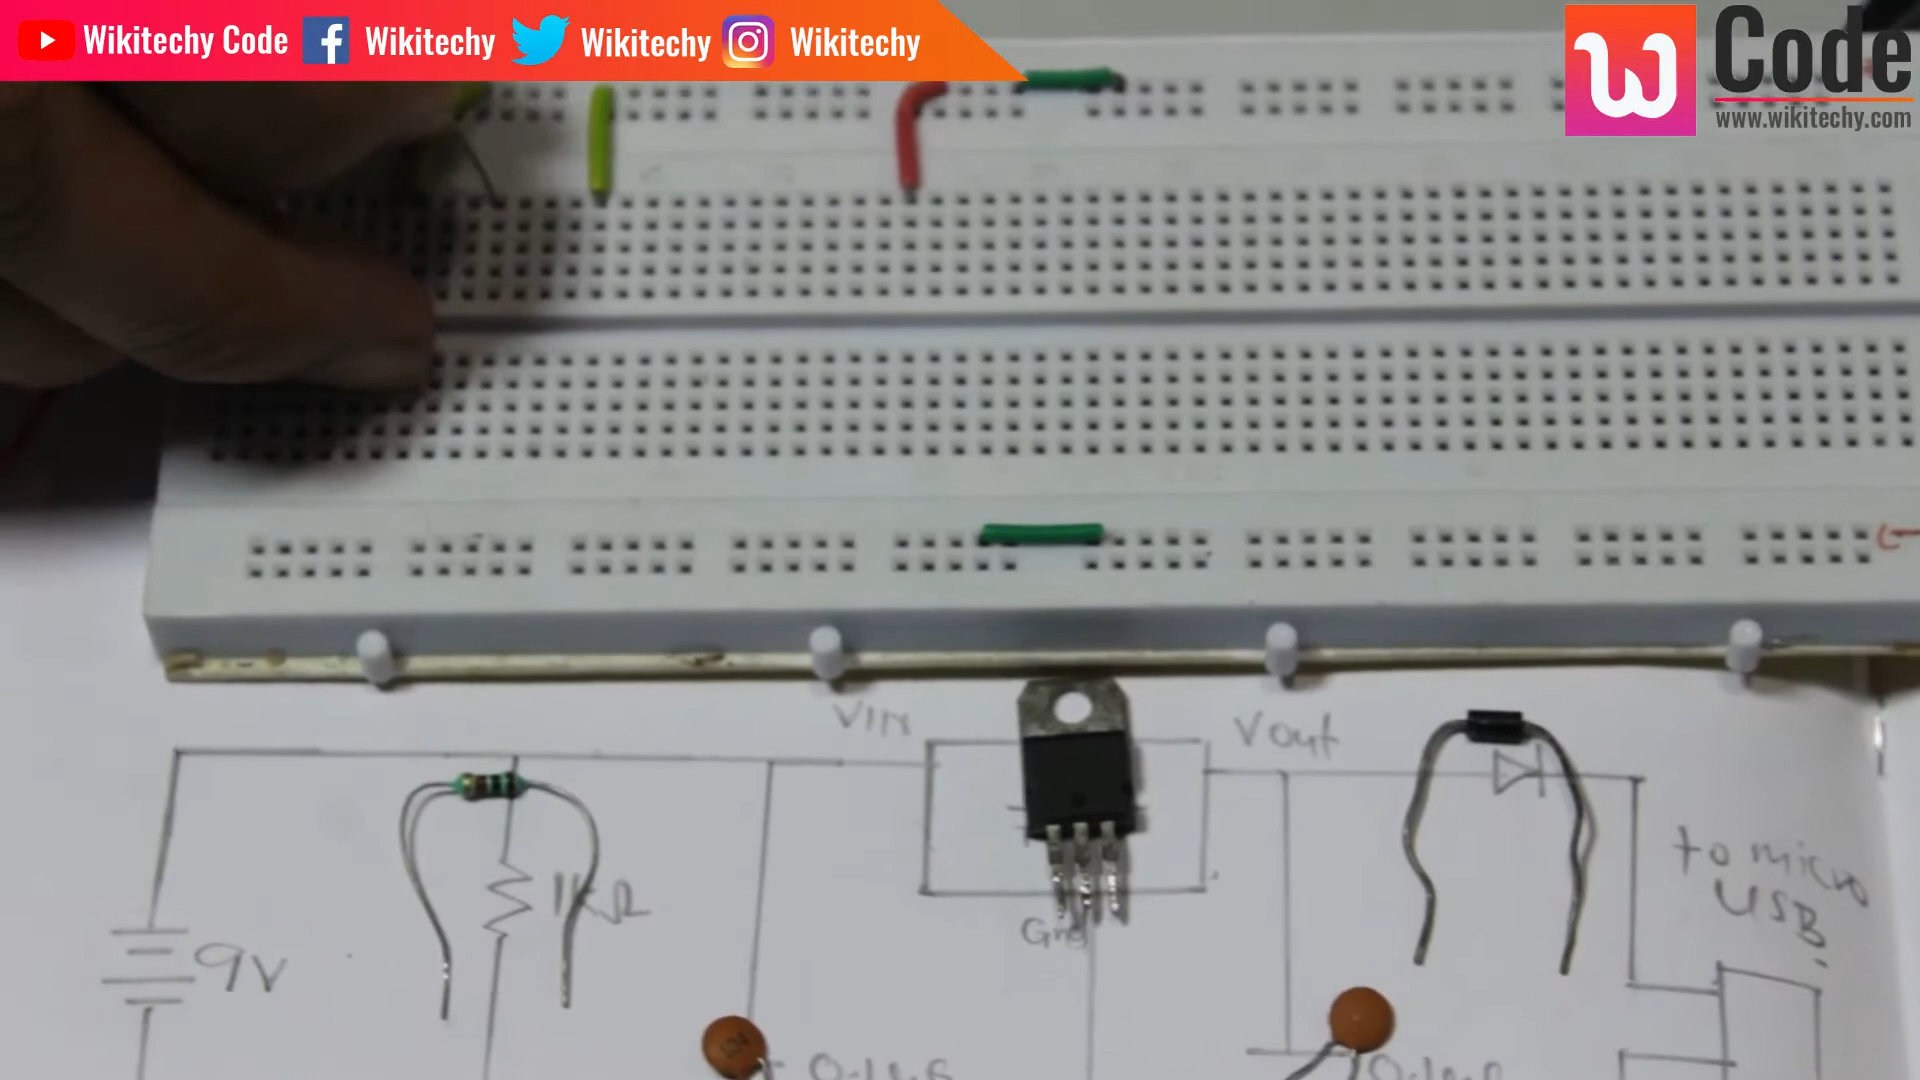 Wikitechy Code Wikitechy Wikitechy Wikitechy
W Code
www.wikitechy.com
VIN
Vout
1KΩ
to micro
USB.
Gnd
9V